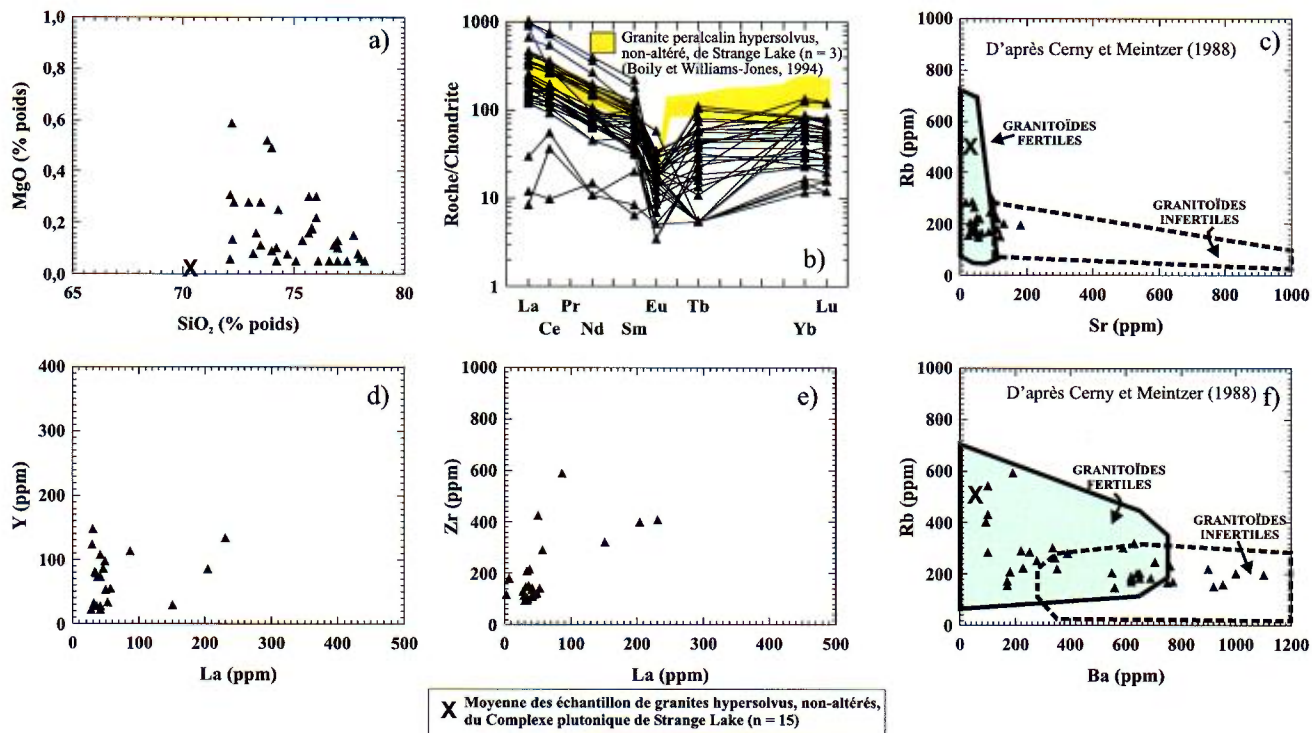 a)
MgO (% poids)
1,0
0,8
0,6
0,4
0,2
0,0
65
70
75
80
X
SiO₂ (% poids)
b)
Roche/Chondrite
1000
100
10
1
Granite peralcalin hypersolvus,
non-altéré, de Strange Lake (n = 3)
(Boily et Williams-Jones, 1994)
La
Pr
Eu
Tb
Lu
Ce
Nd
Sm
Yb
c)
D'après Cerny et Meintzer (1988)
Rb (ppm)
1000
800
600
400
200
0
X
GRANITOÏDES
FERTILES
GRANITOÏDES
INFERTILES
0
200
400
600
800
1000
Sr (ppm)
d)
Y (ppm)
400
300
200
100
0
0
100
200
300
400
500
La (ppm)
e)
Zr (ppm)
1000
800
600
400
200
0
0
100
200
300
400
500
La (ppm)
D'après Cerny et Meintzer (1988)
f)
Rb (ppm)
1000
800
600
400
200
0
X
GRANITOÏDES
FERTILES
GRANITOÏDES
INFERTILES
0
200
400
600
800
1000
1200
Ba (ppm)
X Moyenne des échantillon de granites hypersolvus, non-altérés,
du Complexe plutonique de Strange Lake (n = 15)